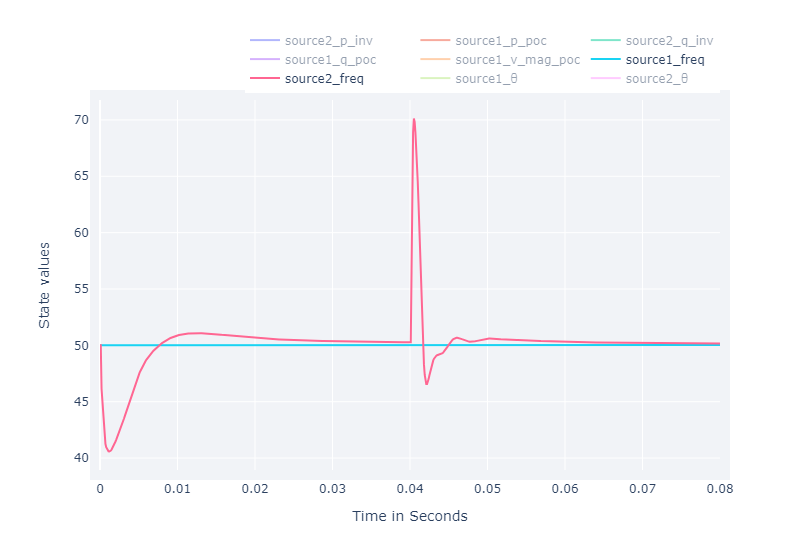 source2_p_inv source1_p_poc source2_q_inv
source1_q_poc source1_v_mag_poc source1_freq
source2_freq source1_θ source2_θ
70
65
60
55
50
45
40
State values
0 0.01 0.02 0.03 0.04 0.05 0.06 0.07 0.08
Time in Seconds